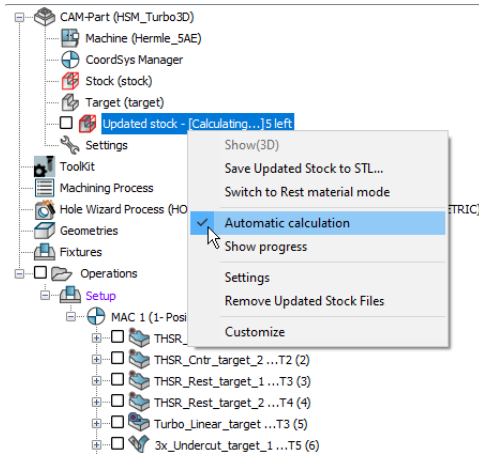 CAM-Part (HSM_Turbo3D)
Machine (Hermle_5AE)
CoordSys Manager
Stock (stock)
Target (target)
Updated stock - [Calculating...]5 left
Settings
Show(3D)
ToolKit
Save Updated Stock to STL...
Machining Process
Switch to Rest material mode
Hole Wizard Process (HO
Automatic calculation
ETRIC)
Geometries
Show progress
Fixtures
Operations
Settings
Setup
Remove Updated Stock Files
MAC 1 (1- Posi
Customize
THSR_
THSR_Cntr_target_2 ...T2 (2)
THSR_Rest_target_1 ...T3 (3)
THSR_Rest_target_2 ...T4 (4)
Turbo_Linear_target ...T3 (5)
3x_Undercut_target_1 ...T5 (6)